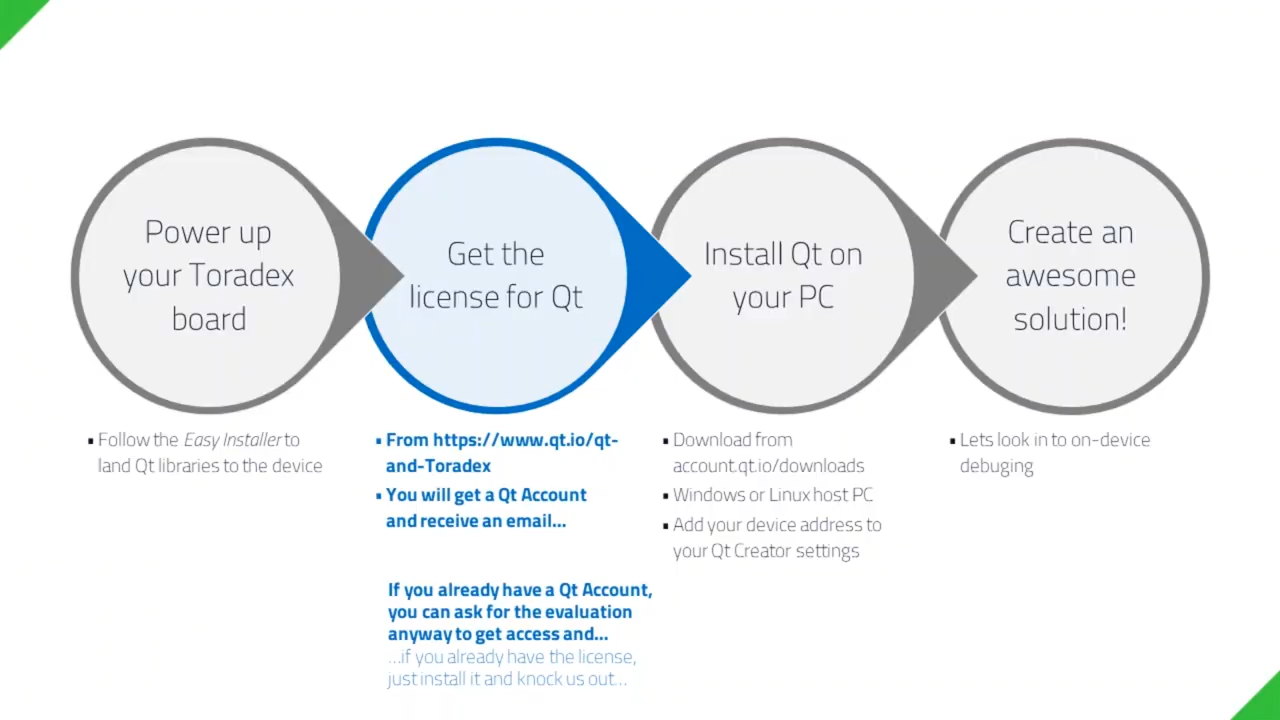 Power up
your Toradex
board
Get the
license for Qt
Install Qt on
your PC
Create an
awesome
solution!
▪ Follow the Easy Installer to
land Qt libraries to the device
▪ From https://www.qt.io/qt-
and-Toradex
▪ You will get a Qt Account
and receive an email...
If you already have a Qt Account,
you can ask for the evaluation
anyway to get access and...
...if you already have the license,
just install it and knock us out...
▪ Download from
account.qt.io/downloads
▪ Windows or Linux host PC
▪ Add your device address to
your Qt Creator settings
▪ Lets look in to on-device
debuging